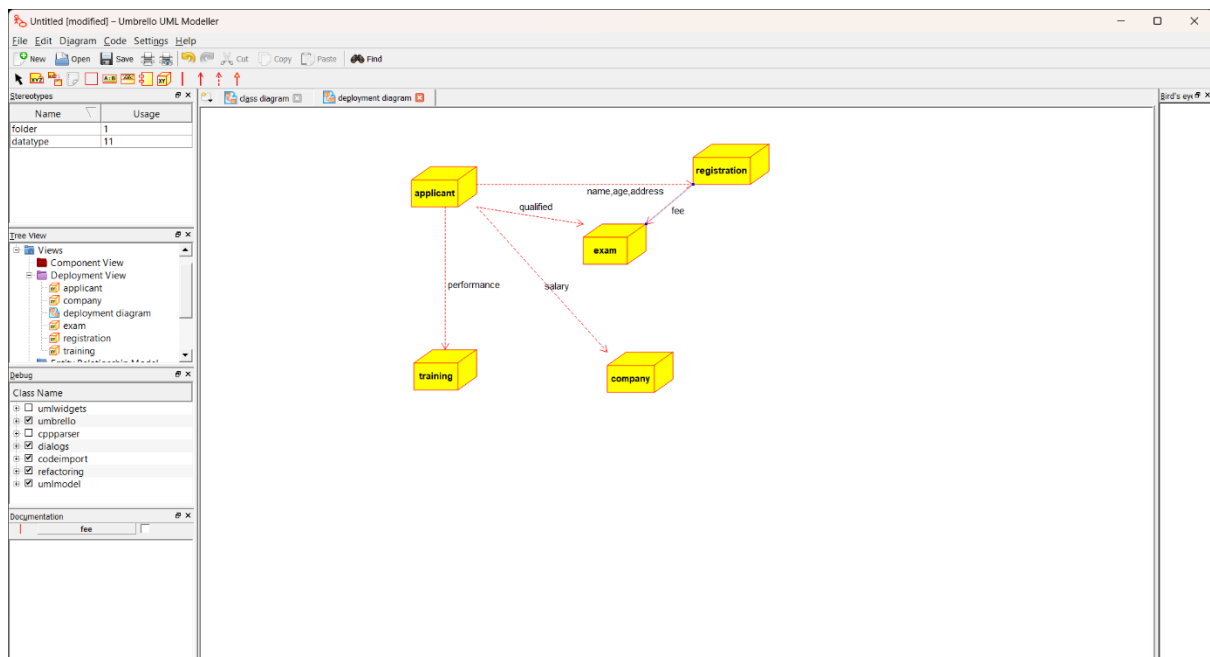 Untitled [modified] – Umbrello UML Modeller
File Edit Diagram Code Settings Help
New Open Save Cut Copy Paste Find
Stereotypes
Name Usage
folder 1
datatype 11
Tree View
Views
Component View
Deployment View
applicant
company
deployment diagram
exam
registration
training
Entity Relationship Model
Debug
Class Name
umlwidgets
umbrello
cppparser
dialogs
codeimport
refactoring
umlmodel
Documentation
fee
class diagram deployment diagram
registration
applicant
name,age,address
qualified
fee
exam
performance
salary
training
company
Bird's eye